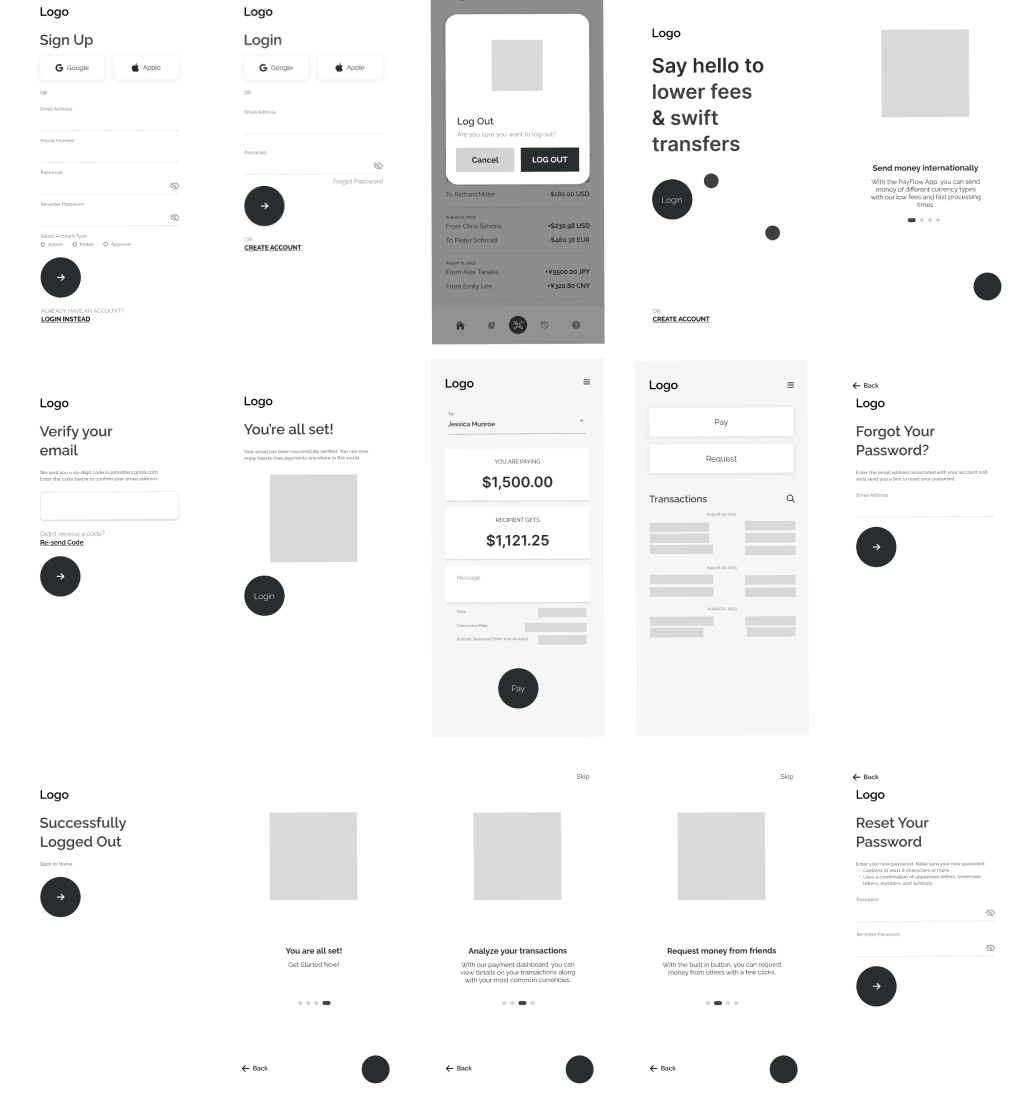 Logo
Sign Up
Google
Apple
OR
Email Address
Phone Number
Password
Re-enter Password
Select Account Type
Admin
Maker
Approver
ALREADY HAVE AN ACCOUNT?
LOGIN INSTEAD
Logo
Login
Google
Apple
OR
Email Address
Password
Forgot Password
OR
CREATE ACCOUNT
Log Out
Are you sure you want to log out?
Cancel
LOG OUT
To Richard Miller
-$180.00 USD
August 12, 2023
From Chris Simons
+$230.98 USD
To Pieter Schmidt
-$480.38 EUR
August 12, 2023
From Alex Tanaka
+¥9500.00 JPY
From Emily Lee
+¥320.80 CNY
Logo
Say hello to
lower fees
& swift
transfers
Login
OR
CREATE ACCOUNT
Send money internationally
With the PayFlow App, you can send
money of different currency types
with our low fees and fast processing
times.
Logo
Verify your
email
We sent you a six-digit code to johndoe@gmail.com.
Enter the code below to confirm your email address
Didn't receive a code?
Re-send Code
Logo
You're all set!
Your email has been successfully verified. You can now
enjoy hassle-free payments anywhere in the world.
Login
Logo
To
Jessica Munroe
YOU ARE PAYING
$1,500.00
RECIPIENT GETS
$1,121.25
Message
Fees
Conversion Rate
Amount Deducted From Your Account
Pay
Logo
Pay
Request
Transactions
Back
Logo
Forgot Your
Password?
Enter the email address associated with your account and
we'll send you a link to reset your password.
Email Address
Logo
Successfully
Logged Out
Back to Home
You are all set!
Get Started Now!
Back
Skip
Analyze your transactions
With our payment dashboard, you can
view details on your transactions along
with your most common currencies.
Back
Skip
Request money from friends
With the built in button, you can request
money from others with a few clicks.
Back
Back
Logo
Reset Your
Password
Enter your new password. Make sure your new password:
• contains at least 8 characters or more.
• Uses a combination of uppercase letters, lowercase
letters, numbers, and symbols.
Password
Re-enter Password